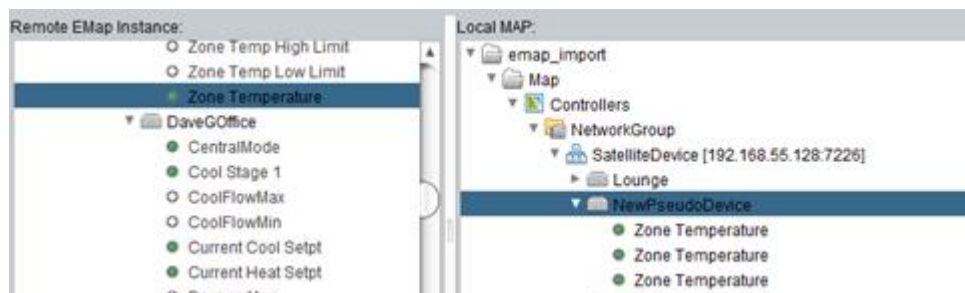 Remote EMap Instance:
Zone Temp High Limit
Zone Temp Low Limit
Zone Temperature
DaveGOffice
CentralMode
Cool Stage 1
CoolFlowMax
CoolFlowMin
Current Cool Setpt
Current Heat Setpt
Local MAP:
emap_import
Map
Controllers
NetworkGroup
SatelliteDevice [192.168.55.128:7226]
Lounge
NewPseudoDevice
Zone Temperature
Zone Temperature
Zone Temperature